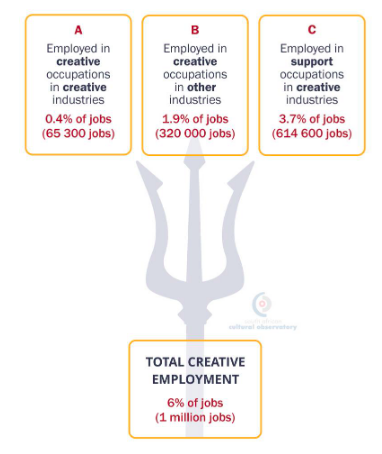 A
Employed in
creative
occupations
in creative
industries
0.4% of jobs
(65 300 jobs)
B
Employed in
creative
occupations
in other
industries
1.9% of jobs
(320 000 jobs)
C
Employed in
support
occupations
in creative
industries
3.7% of jobs
(614 600 jobs)
cultural observatory
TOTAL CREATIVE
EMPLOYMENT
6% of jobs
(1 million jobs)